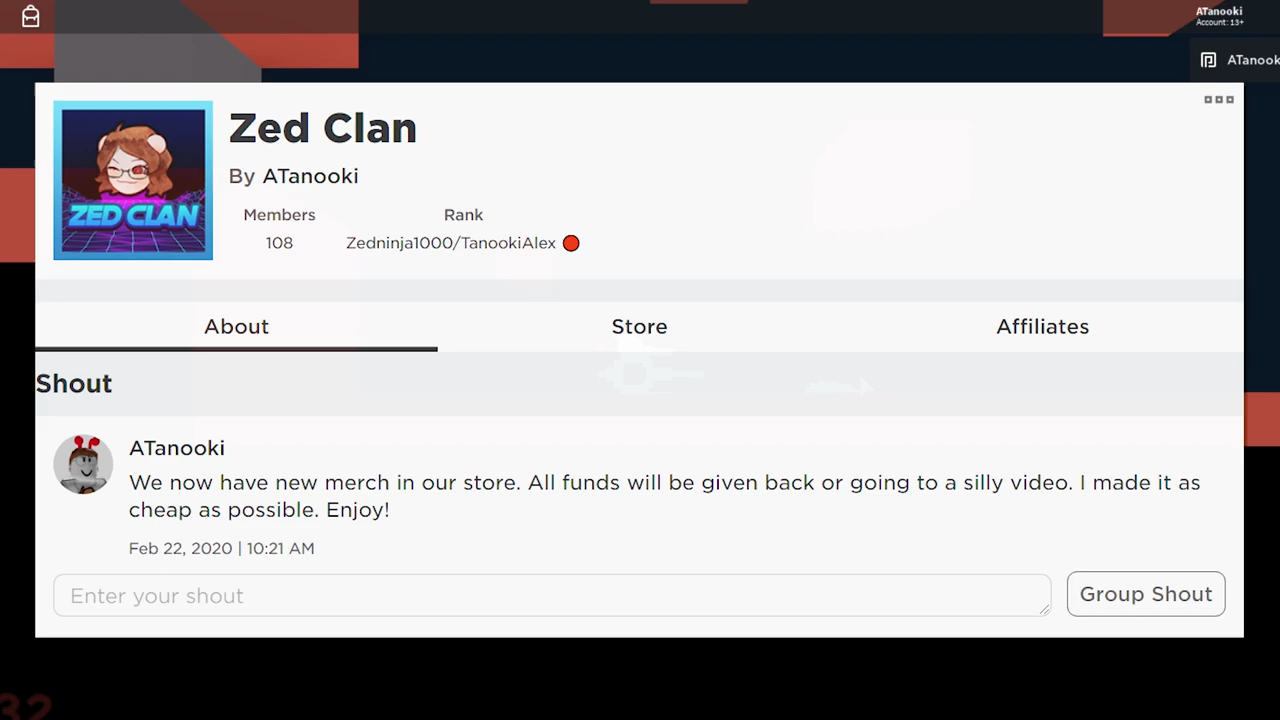 ATanooki
Account: 13+
ATanook
Zed Clan
By ATanooki
Members Rank
108 Zedninja1000/TanookiAlex
ZED CLAN
About Store Affiliates
Shout
ATanooki
We now have new merch in our store. All funds will be given back or going to a silly video. I made it as
cheap as possible. Enjoy!
Feb 22, 2020 | 10:21 AM
Enter your shout
Group Shout
32